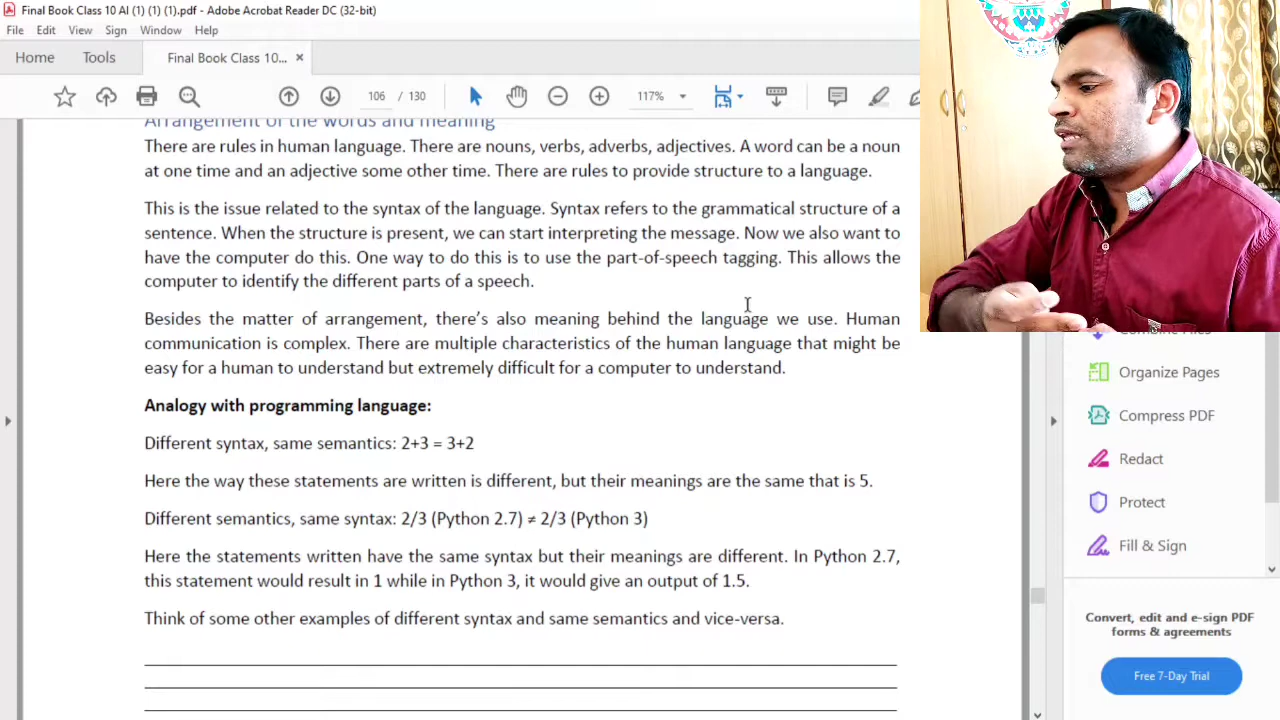 Final Book Class 10 AI (1) (1) (1).pdf - Adobe Acrobat Reader DC (32-bit)
File Edit View Sign Window Help
Home Tools Final Book Class 10... ×
106 / 130 117%
Arrangement of the words and meaning
There are rules in human language. There are nouns, verbs, adverbs, adjectives. A word can be a noun
at one time and an adjective some other time. There are rules to provide structure to a language.
This is the issue related to the syntax of the language. Syntax refers to the grammatical structure of a
sentence. When the structure is present, we can start interpreting the message. Now we also want to
have the computer do this. One way to do this is to use the part-of-speech tagging. This allows the
computer to identify the different parts of a speech.
Besides the matter of arrangement, there's also meaning behind the language we use. Human
communication is complex. There are multiple characteristics of the human language that might be
easy for a human to understand but extremely difficult for a computer to understand.
Analogy with programming language:
Different syntax, same semantics: 2+3 = 3+2
Here the way these statements are written is different, but their meanings are the same that is 5.
Different semantics, same syntax: 2/3 (Python 2.7) ≠ 2/3 (Python 3)
Here the statements written have the same syntax but their meanings are different. In Python 2.7,
this statement would result in 1 while in Python 3, it would give an output of 1.5.
Think of some other examples of different syntax and same semantics and vice-versa.
Combine Files
Organize Pages
Compress PDF
Redact
Protect
Fill & Sign
Convert, edit and e-sign PDF
forms & agreements
Free 7-Day Trial